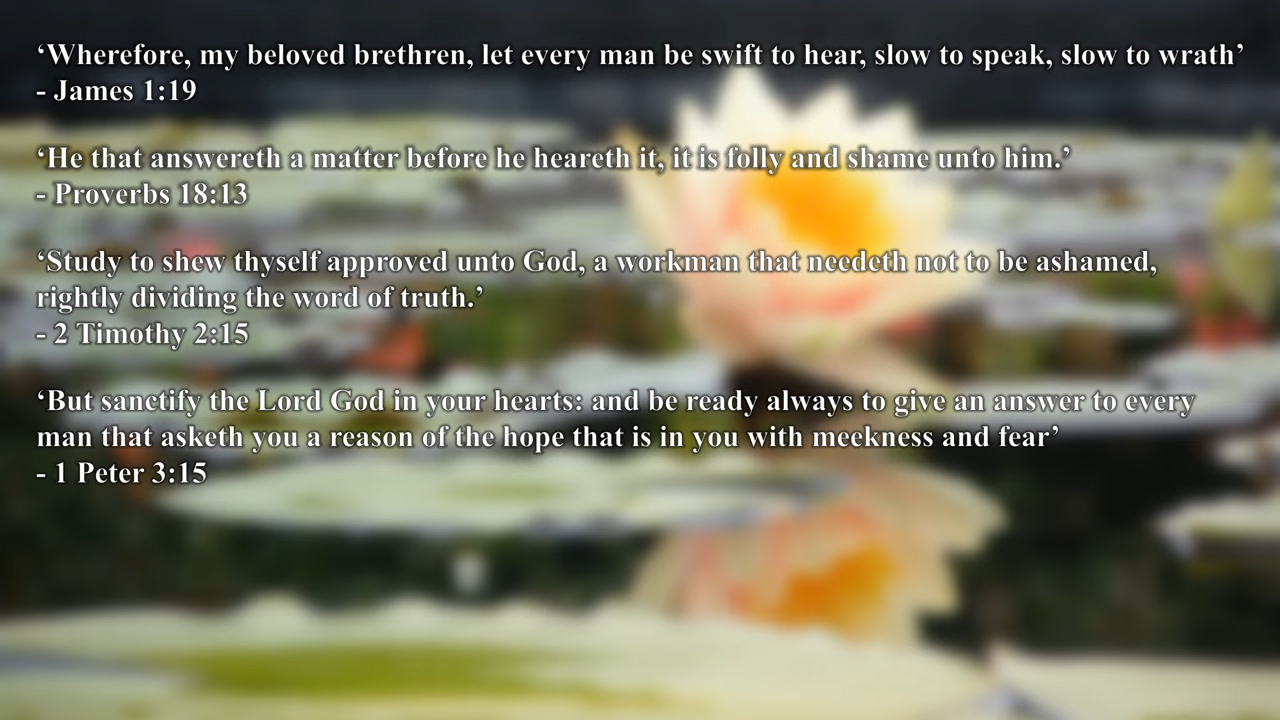 ‘Wherefore, my beloved brethren, let every man be swift to hear, slow to speak, slow to wrath’
- James 1:19
‘He that answereth a matter before he heareth it, it is folly and shame unto him.’
- Proverbs 18:13
‘Study to shew thyself approved unto God, a workman that needeth not to be ashamed,
rightly dividing the word of truth.’
- 2 Timothy 2:15
‘But sanctify the Lord God in your hearts: and be ready always to give an answer to every
man that asketh you a reason of the hope that is in you with meekness and fear’
- 1 Peter 3:15